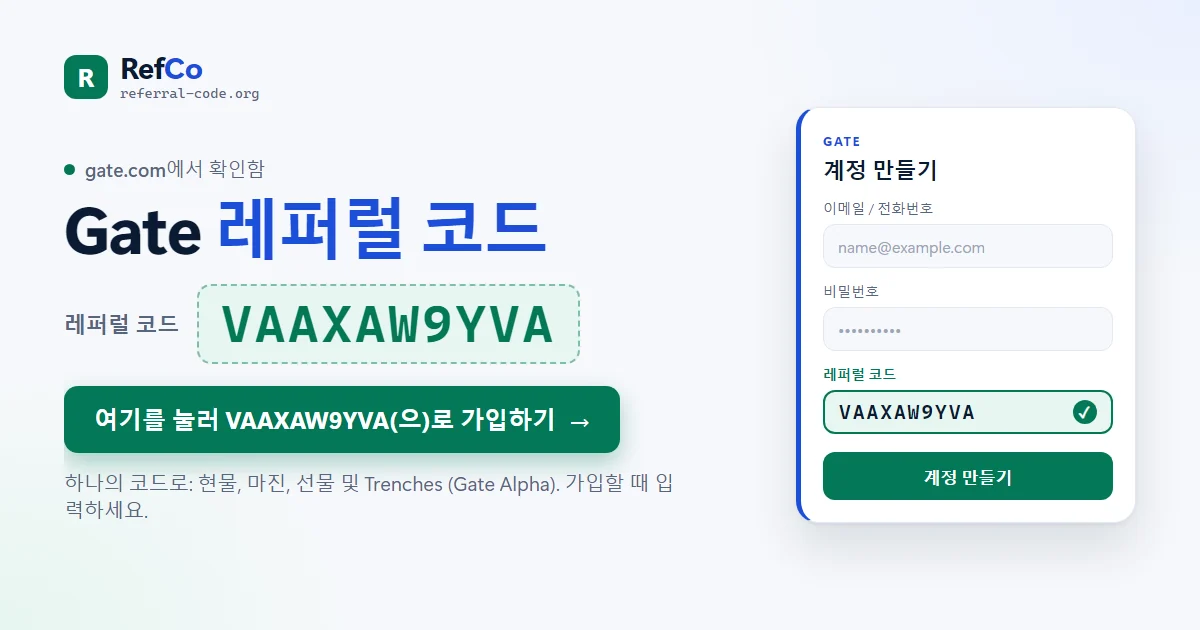 R
RefCo
referral-code.org
gate.com에서 확인함
Gate 레퍼럴 코드
레퍼럴 코드
VAAXAW9YVA
여기를 눌러 VAAXAW9YVA(으)로 가입하기 →
하나의 코드로: 현물, 마진, 선물 및 Trenches (Gate Alpha). 가입할 때 입
력하세요.
GATE
계정 만들기
이메일 / 전화번호
name@example.com
비밀번호
••••••••••
레퍼럴 코드
VAAXAW9YVA ✓
계정 만들기